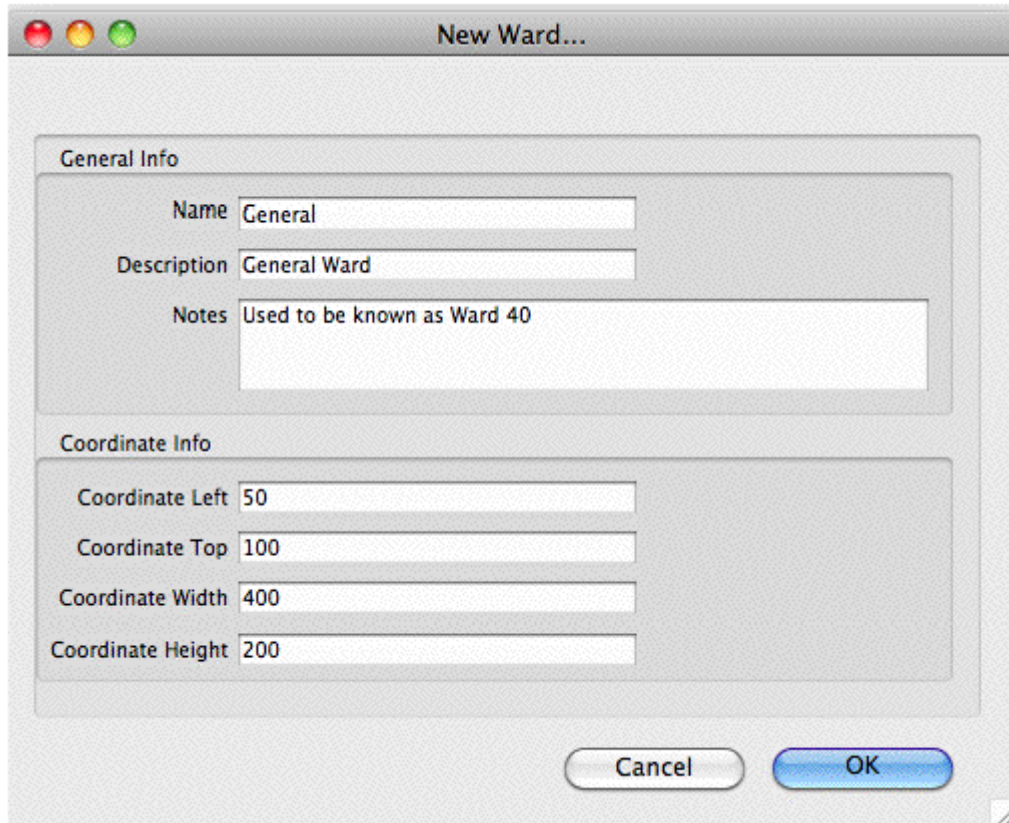 New Ward...
General Info
Name General
Description General Ward
Notes Used to be known as Ward 40
Coordinate Info
Coordinate Left 50
Coordinate Top 100
Coordinate Width 400
Coordinate Height 200
Cancel OK